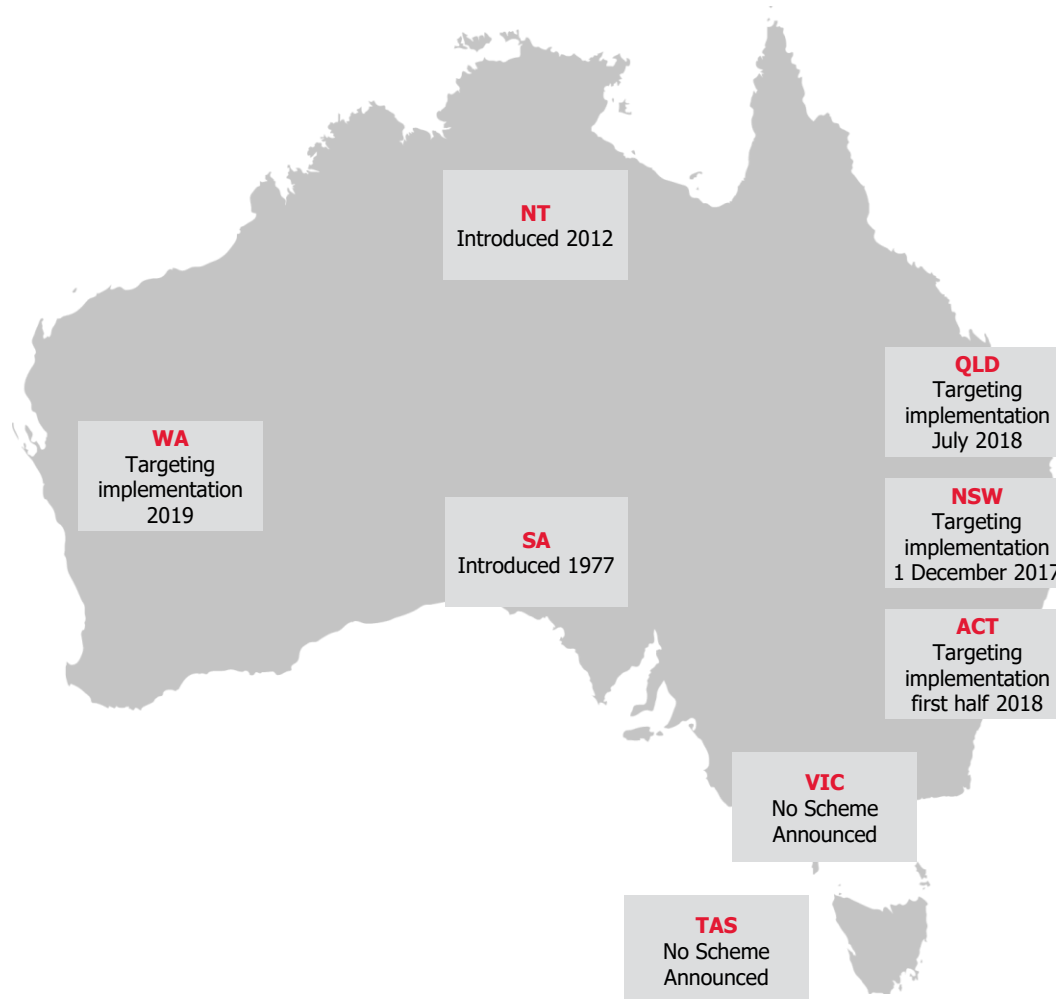 NT
Introduced 2012
QLD
Targeting
implementation
July 2018
WA
Targeting
implementation
2019
NSW
Targeting
implementation
1 December 2017
SA
Introduced 1977
ACT
Targeting
implementation
first half 2018
VIC
No Scheme
Announced
TAS
No Scheme
Announced